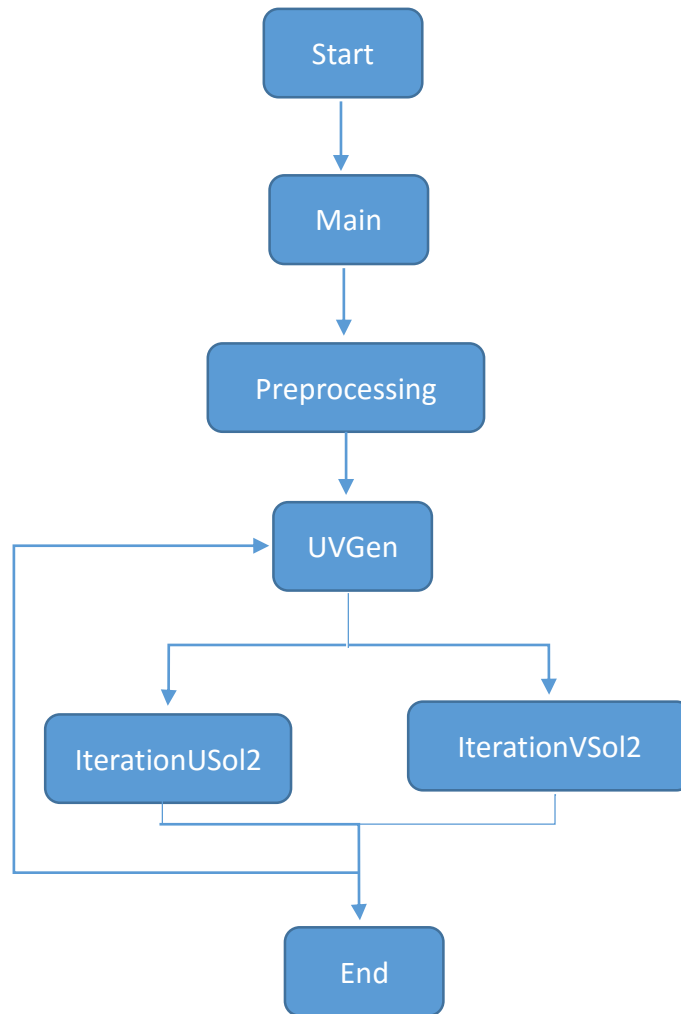 Start
Main
Preprocessing
UVGen
IterationUSol2
IterationVSol2
End